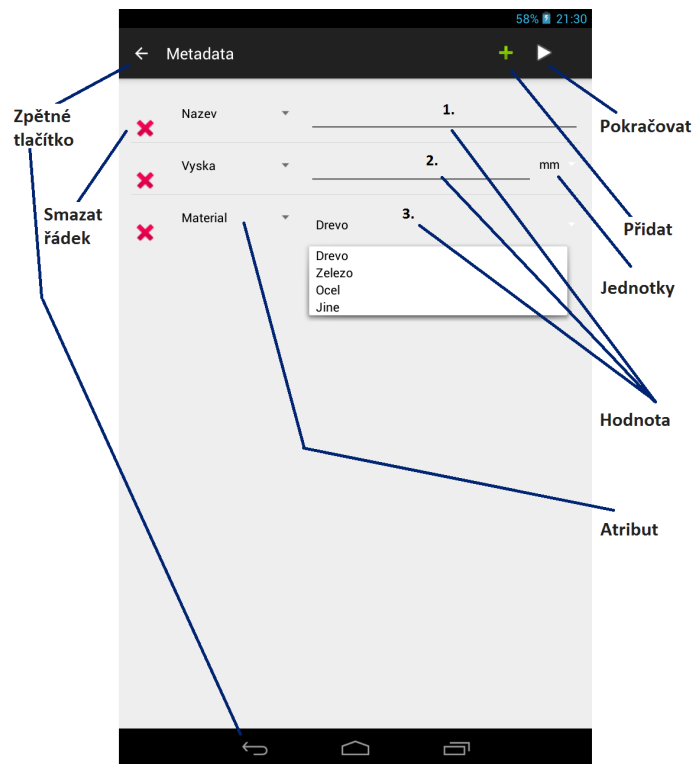 58% 21:30
Metadata
Zpětné
tlačítko
Pokračovat
Nazev
1.
Vyska
2.
mm
Smazat
řádek
Material
3.
Drevo
Přidat
Drevo
Zelezo
Ocel
Jine
Jednotky
Hodnota
Atribut